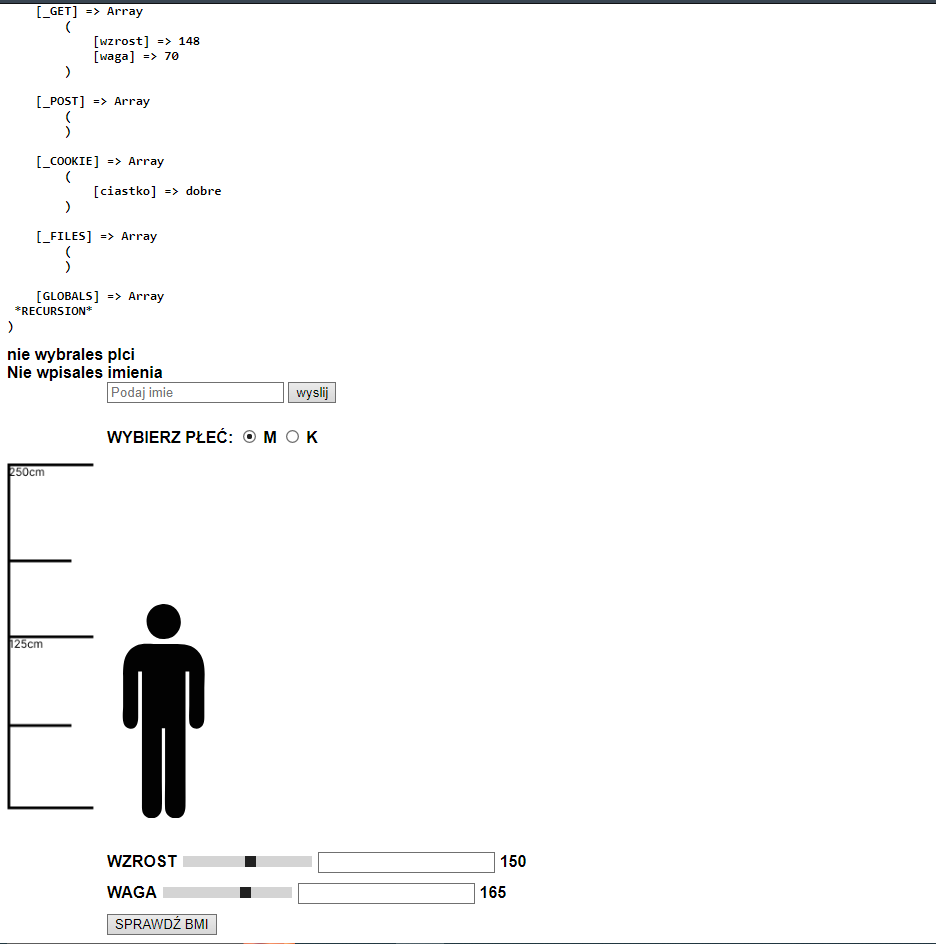 [_GET] => Array
(
[wzrost] => 148
[waga] => 70
)
[_POST] => Array
(
)
[_COOKIE] => Array
(
[ciastko] => dobre
)
[_FILES] => Array
(
)
[GLOBALS] => Array
*RECURSION*
)
nie wybrales plci
Nie wpisales imienia
Podaj imie wyslij
WYBIERZ PŁEĆ: M K
250cm
125cm
WZROST 150
WAGA 165
SPRAWDŹ BMI